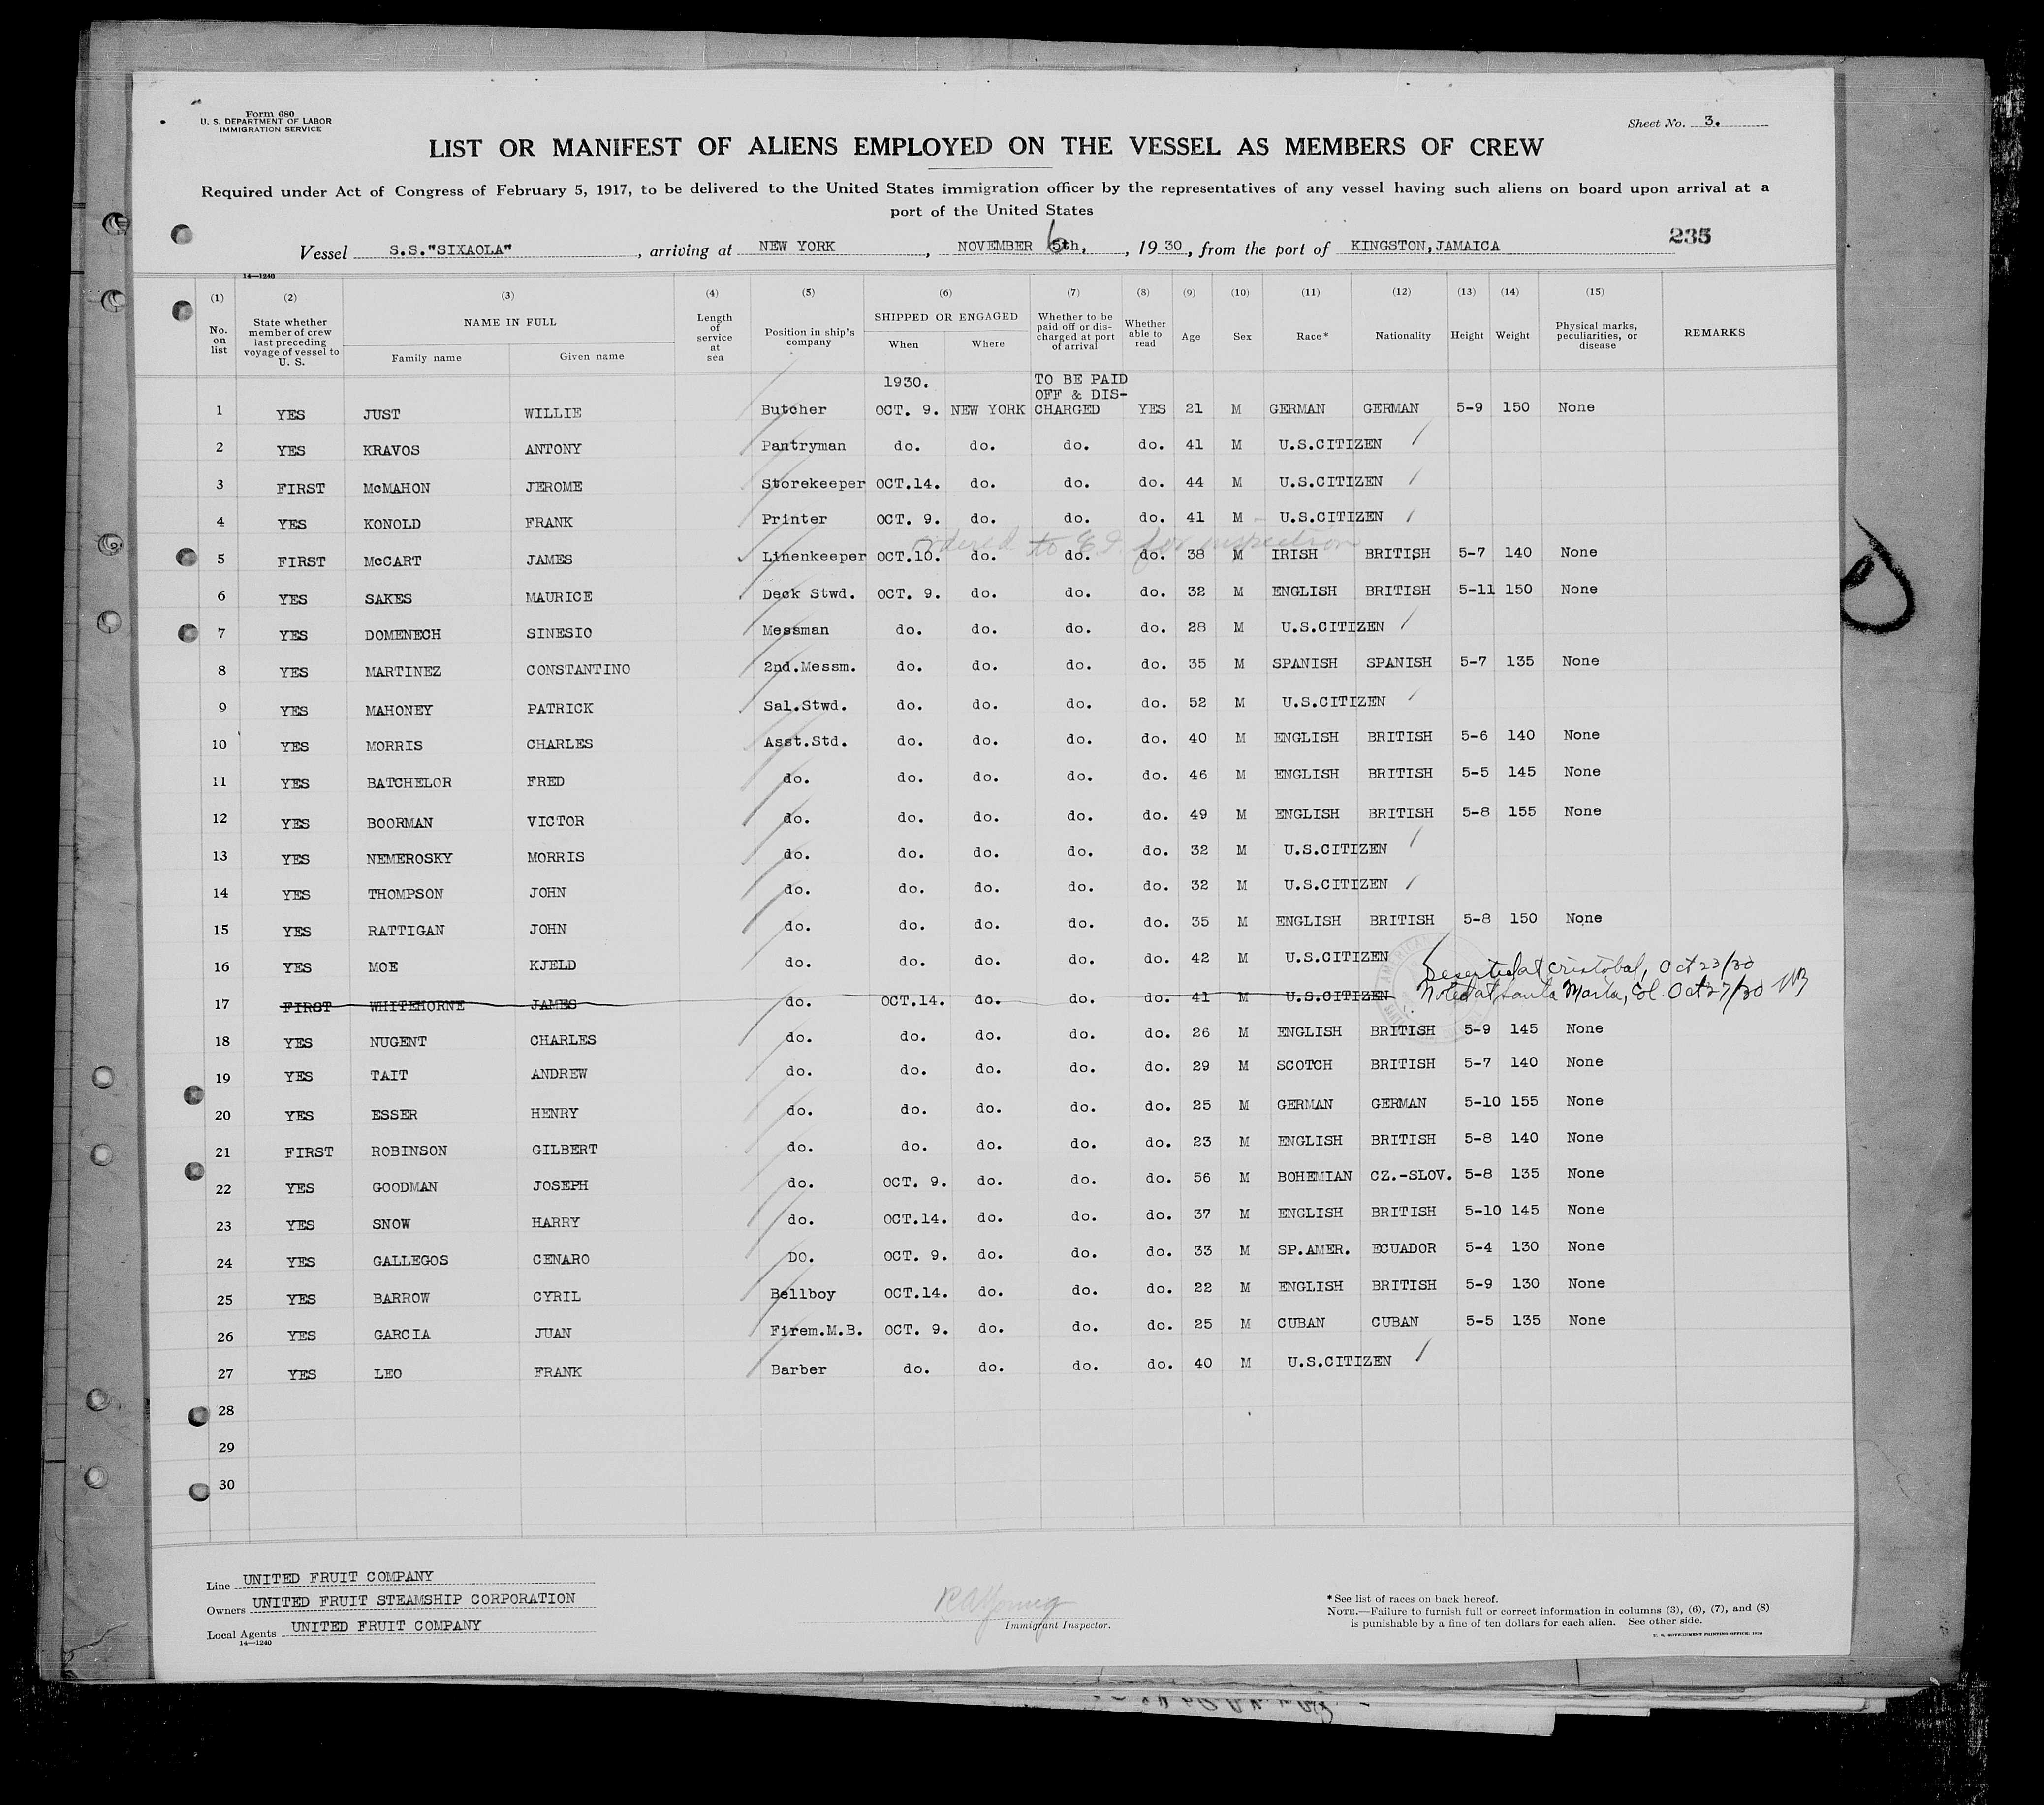 Form 680
U. S. DEPARTMENT OF LABOR
IMMIGRATION SERVICE
Sheet No. 3.
LIST OR MANIFEST OF ALIENS EMPLOYED ON THE VESSEL AS MEMBERS OF CREW
Required under Act of Congress of February 5, 1917, to be delivered to the United States immigration officer by the representatives of any vessel having such aliens on board upon arrival at a
port of the United States
Vessel S.S."SIXAOLA", arriving at NEW YORK, NOVEMBER 6 5th, , 1930, from the port of KINGSTON, JAMAICA 235
14—1240
(1) (2) (3) (4) (5) (6) (7) (8) (9) (10) (11) (12) (13) (14) (15)
No. on list State whether member of crew last preceding voyage of vessel to U. S. NAME IN FULL Family name Given name Length of service at sea Position in ship's company SHIPPED OR ENGAGED When Where Whether to be paid off or discharged at port of arrival Whether able to read Age Sex Race* Nationality Height Weight Physical marks, peculiarities, or disease REMARKS
1930. TO BE PAID OFF & DIS-
1 YES JUST WILLIE Butcher OCT. 9. NEW YORK CHARGED YES 21 M GERMAN GERMAN 5-9 150 None
2 YES KRAVOS ANTONY Pantryman do. do. do. do. 41 M U.S.CITIZEN
3 FIRST McMAHON JEROME Storekeeper OCT.14. do. do. do. 44 M U.S.CITIZEN
4 YES KONOLD FRANK Printer OCT. 9. do. do. do. 41 M U.S.CITIZEN
ordered to E.I. for inspection
5 FIRST McCART JAMES Linenkeeper OCT.10. do. do. do. 38 M IRISH BRITISH 5-7 140 None
6 YES SAKES MAURICE Deck Stwd. OCT. 9. do. do. do. 32 M ENGLISH BRITISH 5-11 150 None
7 YES DOMENECH SINESIO Messman do. do. do. do. 28 M U.S.CITIZEN
8 YES MARTINEZ CONSTANTINO 2nd.Messm. do. do. do. do. 35 M SPANISH SPANISH 5-7 135 None
9 YES MAHONEY PATRICK Sal.Stwd. do. do. do. do. 52 M U.S.CITIZEN
10 YES MORRIS CHARLES Asst.Std. do. do. do. do. 40 M ENGLISH BRITISH 5-6 140 None
11 YES BATCHELOR FRED do. do. do. do. do. 46 M ENGLISH BRITISH 5-5 145 None
12 YES BOORMAN VICTOR do. do. do. do. do. 49 M ENGLISH BRITISH 5-8 155 None
13 YES NEMEROSKY MORRIS do. do. do. do. do. 32 M U.S.CITIZEN
14 YES THOMPSON JOHN do. do. do. do. do. 32 M U.S.CITIZEN
15 YES RATTIGAN JOHN do. do. do. do. do. 35 M ENGLISH BRITISH 5-8 150 None
16 YES MOE KJELD do. do. do. do. do. 42 M U.S.CITIZEN
Deserted at Cristobal, Oct 23/30
17 FIRST WHITEHORNE JAMES do. OCT.14. do. do. do. 41 M U.S.CITIZEN Noted at Santa Marta, Col. Oct 27/30
18 YES NUGENT CHARLES do. do. do. do. do. 26 M ENGLISH BRITISH 5-9 145 None
19 YES TAIT ANDREW do. do. do. do. do. 29 M SCOTCH BRITISH 5-7 140 None
20 YES ESSER HENRY do. do. do. do. do. 25 M GERMAN GERMAN 5-10 155 None
21 FIRST ROBINSON GILBERT do. do. do. do. do. 23 M ENGLISH BRITISH 5-8 140 None
22 YES GOODMAN JOSEPH do. OCT. 9. do. do. do. 56 M BOHEMIAN CZ.-SLOV. 5-8 135 None
23 YES SNOW HARRY do. OCT.14. do. do. do. 37 M ENGLISH BRITISH 5-10 145 None
24 YES GALLEGOS CENARO DO. OCT. 9. do. do. do. 33 M SP.AMER. ECUADOR 5-4 130 None
25 YES BARROW CYRIL Bellboy OCT.14. do. do. do. 22 M ENGLISH BRITISH 5-9 130 None
26 YES GARCIA JUAN Firem.M.B. OCT. 9. do. do. do. 25 M CUBAN CUBAN 5-5 135 None
27 YES LEO FRANK Barber do. do. do. do. 40 M U.S.CITIZEN
28
29
30
Line UNITED FRUIT COMPANY
Owners UNITED FRUIT STEAMSHIP CORPORATION
Local Agents UNITED FRUIT COMPANY
14—1240
Immigrant Inspector.
*See list of races on back hereof.
NOTE.—Failure to furnish full or correct information in columns (3), (6), (7), and (8)
is punishable by a fine of ten dollars for each alien. See other side.
U. S. GOVERNMENT PRINTING OFFICE: 1930